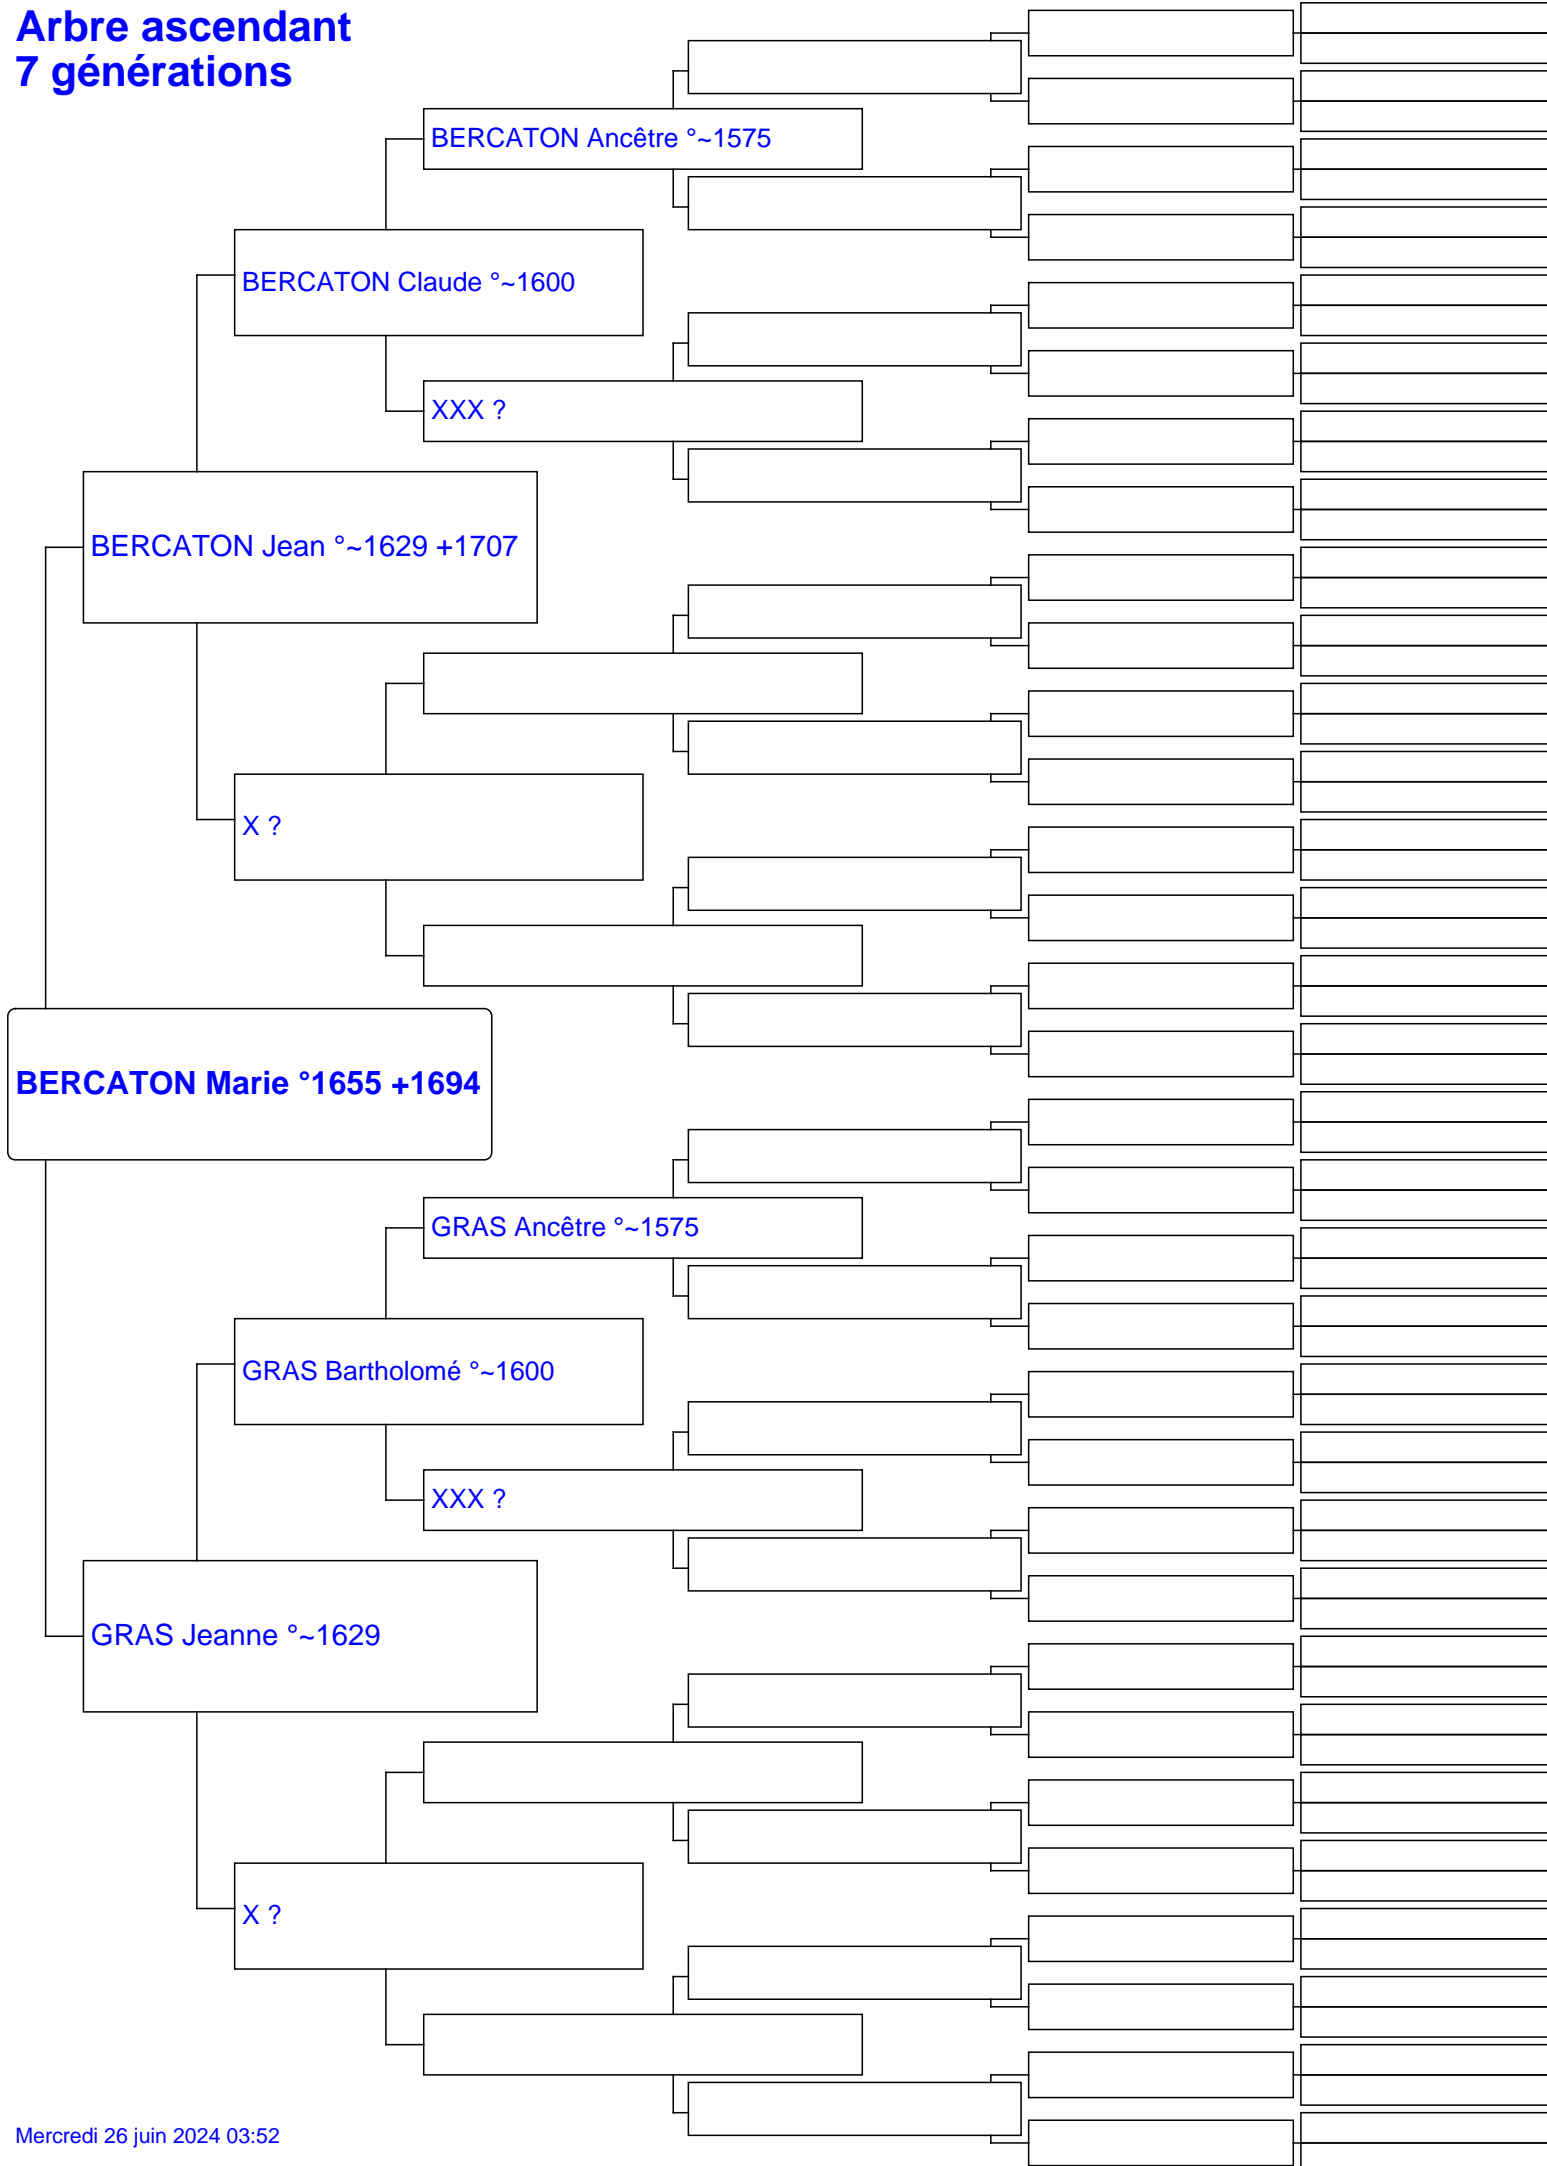 Arbre ascendant
7 générations
BERCATON Ancêtre °~1575
BERCATON Claude °~1600
XXX ?
BERCATON Jean °~1629 +1707
X ?
BERCATON Marie °1655 +1694
GRAS Ancêtre °~1575
GRAS Bartholomé °~1600
XXX ?
GRAS Jeanne °~1629
X ?
Mercredi 26 juin 2024 03:52